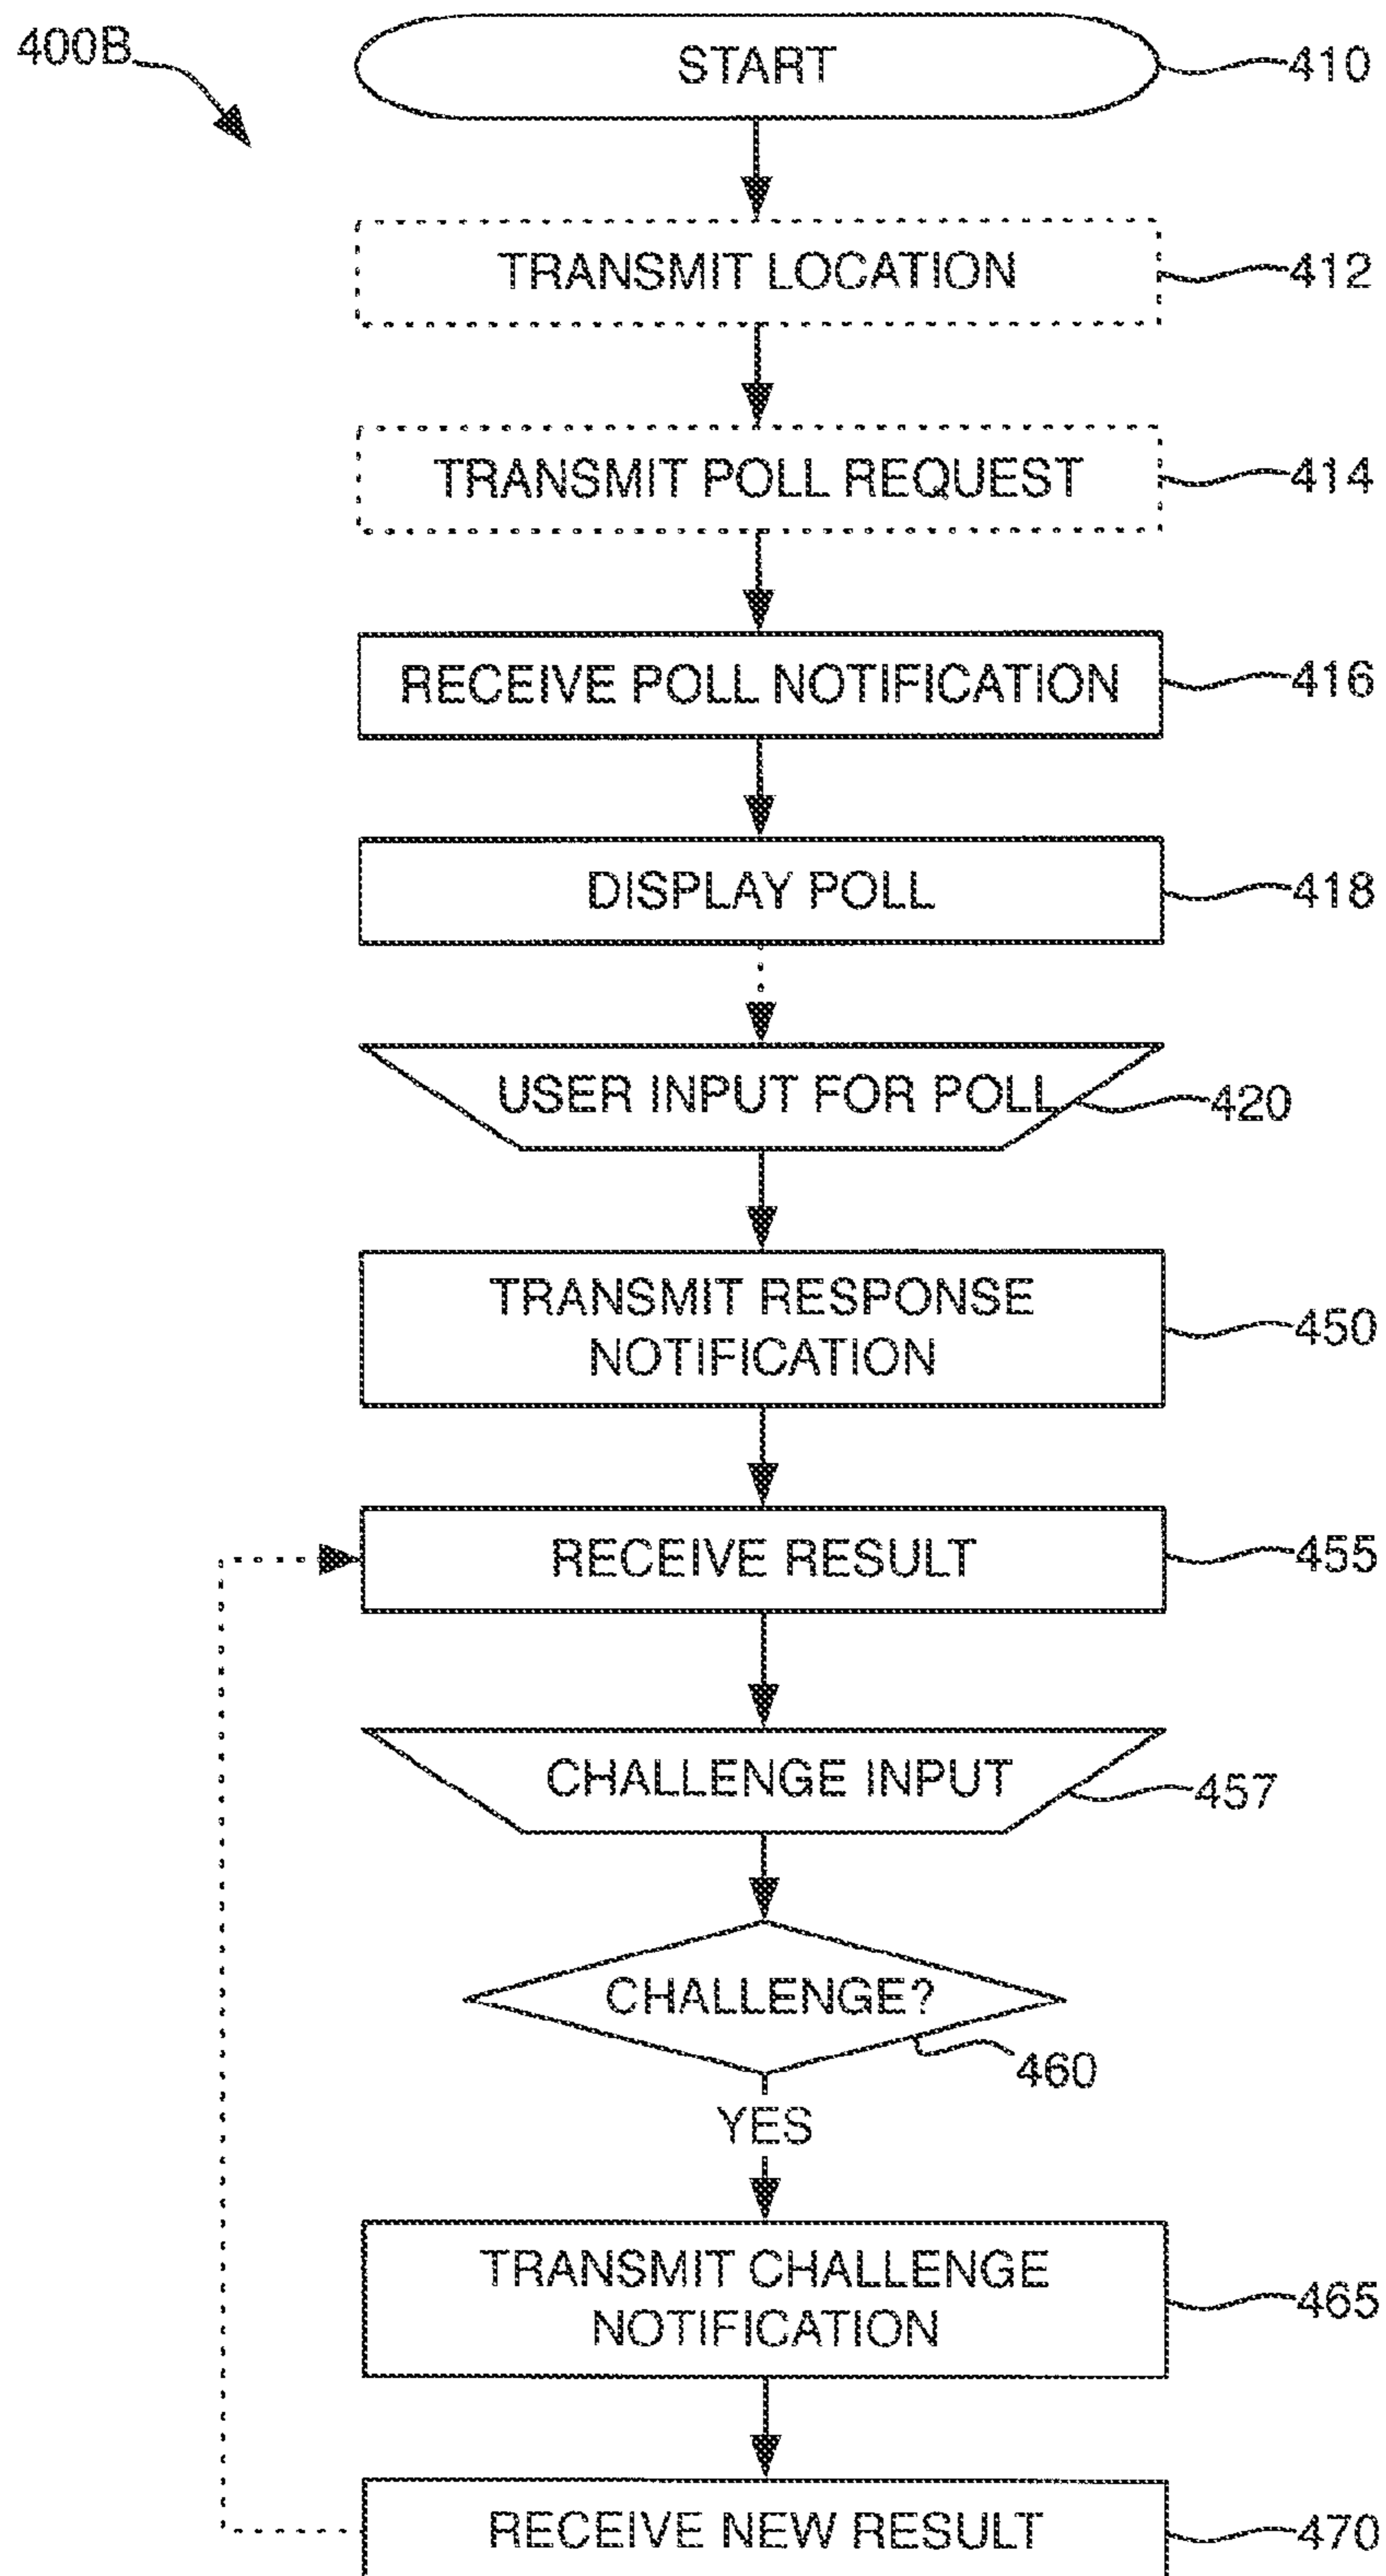 400B
START
410
TRANSMIT LOCATION
412
TRANSMIT POLL REQUEST
414
RECEIVE POLL NOTIFICATION
416
DISPLAY POLL
418
USER INPUT FOR POLL
420
TRANSMIT RESPONSE
NOTIFICATION
450
RECEIVE RESULT
455
CHALLENGE INPUT
457
CHALLENGE?
460
YES
TRANSMIT CHALLENGE
NOTIFICATION
465
RECEIVE NEW RESULT
470